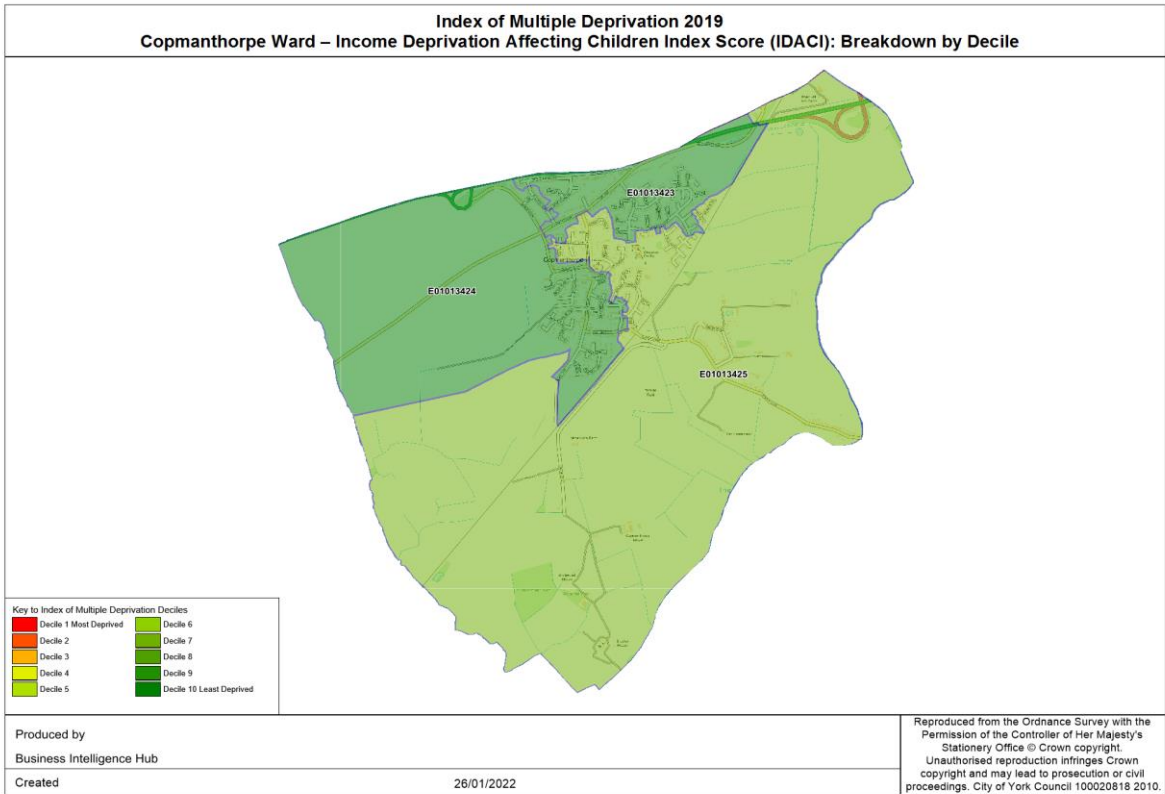 Index of Multiple Deprivation 2019
Copmanthorpe Ward – Income Deprivation Affecting Children Index Score (IDACI): Breakdown by Decile
E01013423
E01013424
E01013425
Key to Index of Multiple Deprivation Deciles
Decile 1 Most Deprived
Decile 2
Decile 3
Decile 4
Decile 5
Decile 6
Decile 7
Decile 8
Decile 9
Decile 10 Least Deprived
Produced by
Business Intelligence Hub
Created 26/01/2022
Reproduced from the Ordnance Survey with the
Permission of the Controller of Her Majesty's
Stationery Office © Crown copyright.
Unauthorised reproduction infringes Crown
copyright and may lead to prosecution or civil
proceedings. City of York Council 100020818 2010.